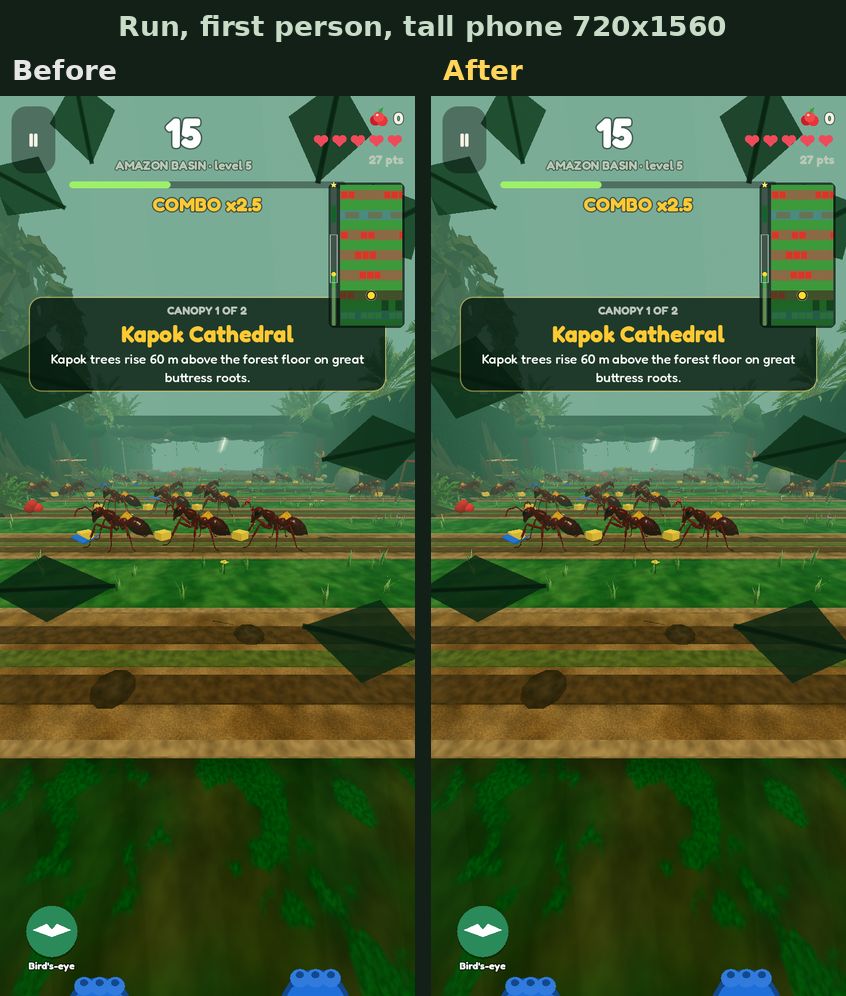 Run, first person, tall phone 720x1560
Before
After
15
0
AMAZON BASIN · level 5
27 pts
COMBO x2.5
CANOPY 1 OF 2
Kapok Cathedral
Kapok trees rise 60 m above the forest floor on great
buttress roots.
Bird's-eye
15
0
AMAZON BASIN · level 5
27 pts
COMBO x2.5
CANOPY 1 OF 2
Kapok Cathedral
Kapok trees rise 60 m above the forest floor on great
buttress roots.
Bird's-eye